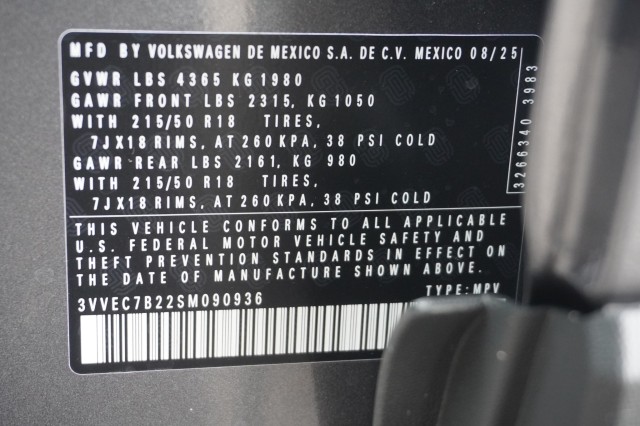 MFD BY VOLKSWAGEN DE MEXICO S.A. DE C.V. MEXICO 08/25
GVWR LBS 4365 KG 1980
GAWR FRONT LBS 2315, KG 1050
WITH 215/50 R18 TIRES,
7JX18 RIMS, AT 260 KPA, 38 PSI COLD
GAWR REAR LBS 2161, KG 980
WITH 215/50 R18 TIRES,
7JX18 RIMS, AT 260 KPA, 38 PSI COLD
3266340 3983
THIS VEHICLE CONFORMS TO ALL APPLICABLE
U.S. FEDERAL MOTOR VEHICLE SAFETY AND
THEFT PREVENTION STANDARDS IN EFFECT ON
THE DATE OF MANUFACTURE SHOWN ABOVE.
3VVEC7B22SM090936
TYPE: MPV